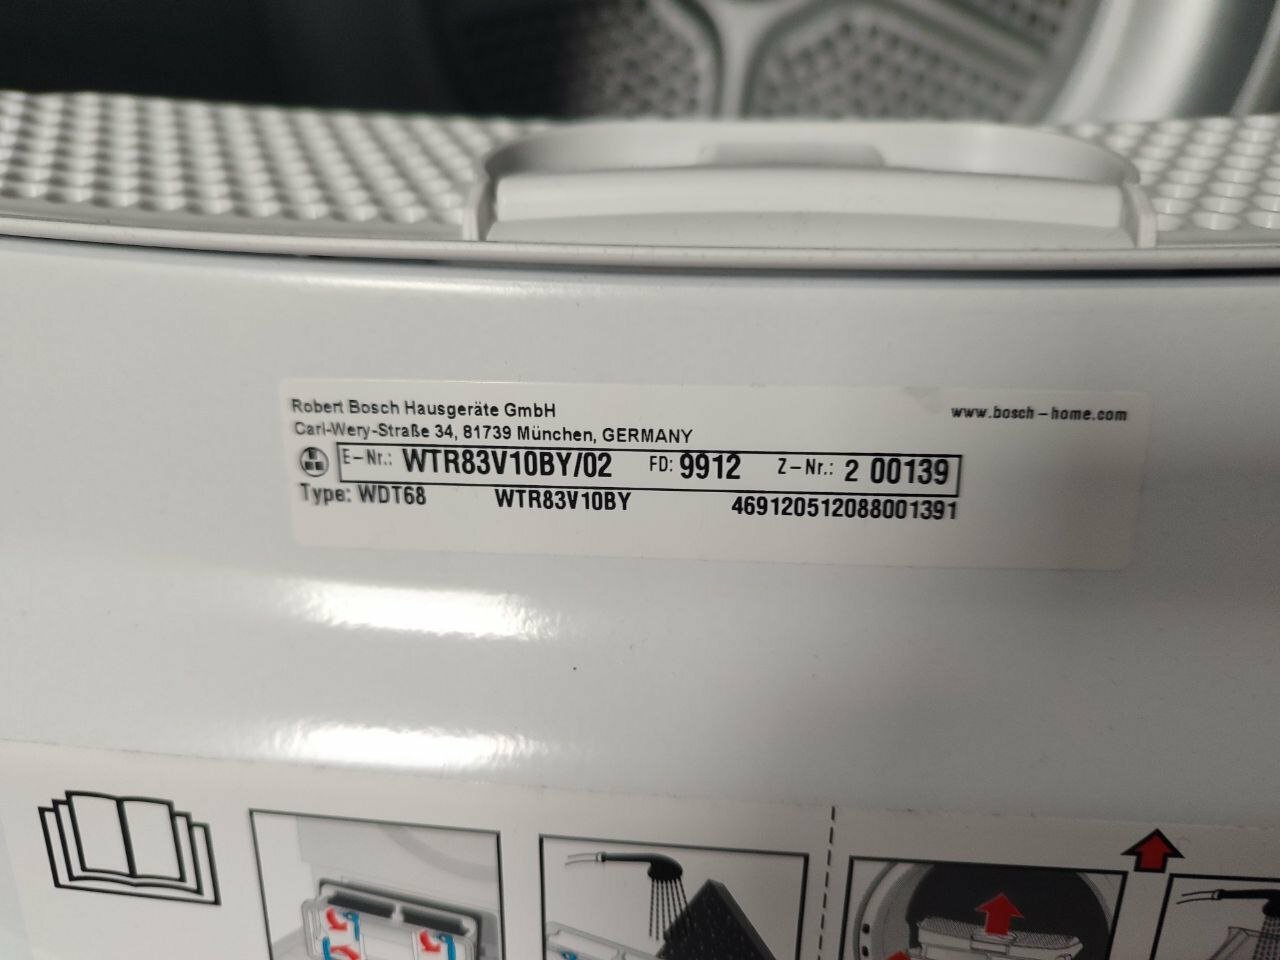 Robert Bosch Hausgeräte GmbH
www.bosch-home.com
Carl-Wery-Straße 34, 81739 München, GERMANY
E-Nr.: WTR83V10BY/02 FD: 9912 Z-Nr.: 2 00139
Type: WDT68 WTR83V10BY 469120512088001391